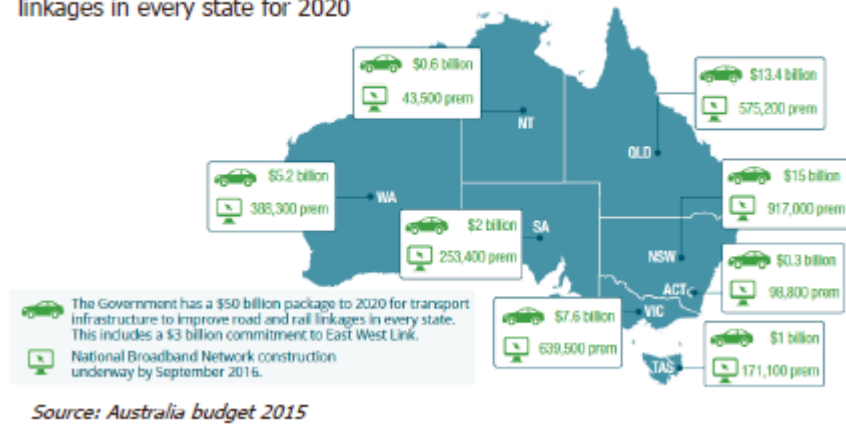 linkages in every state for 2020
$0.6 billion
43,500 prem
NT
$13.4 billion
575,200 prem
QLD
$5.2 billion
388,300 prem
WA
$2 billion
253,400 prem
SA
$15 billion
917,000 prem
NSW
$0.3 billion
98,800 prem
ACT
$7.6 billion
639,500 prem
VIC
$1 billion
171,100 prem
TAS
The Government has a $50 billion package to 2020 for transport
infrastructure to improve road and rail linkages in every state.
This includes a $3 billion commitment to East West Link.
National Broadband Network construction
underway by September 2016.
Source: Australia budget 2015